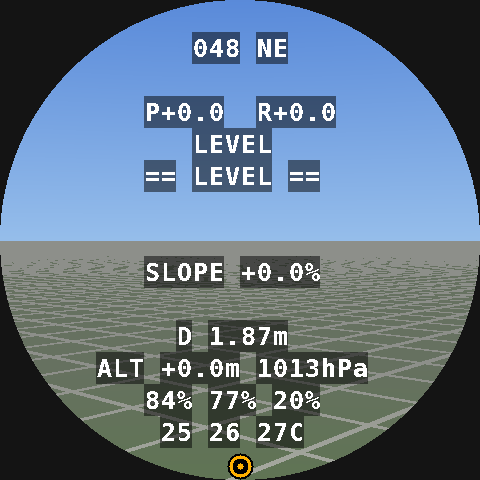 048 NE
P+0.0 R+0.0
LEVEL
== LEVEL ==
SLOPE +0.0%
D 1.87m
ALT +0.0m 1013hPa
84% 77% 20%
25 26 27C